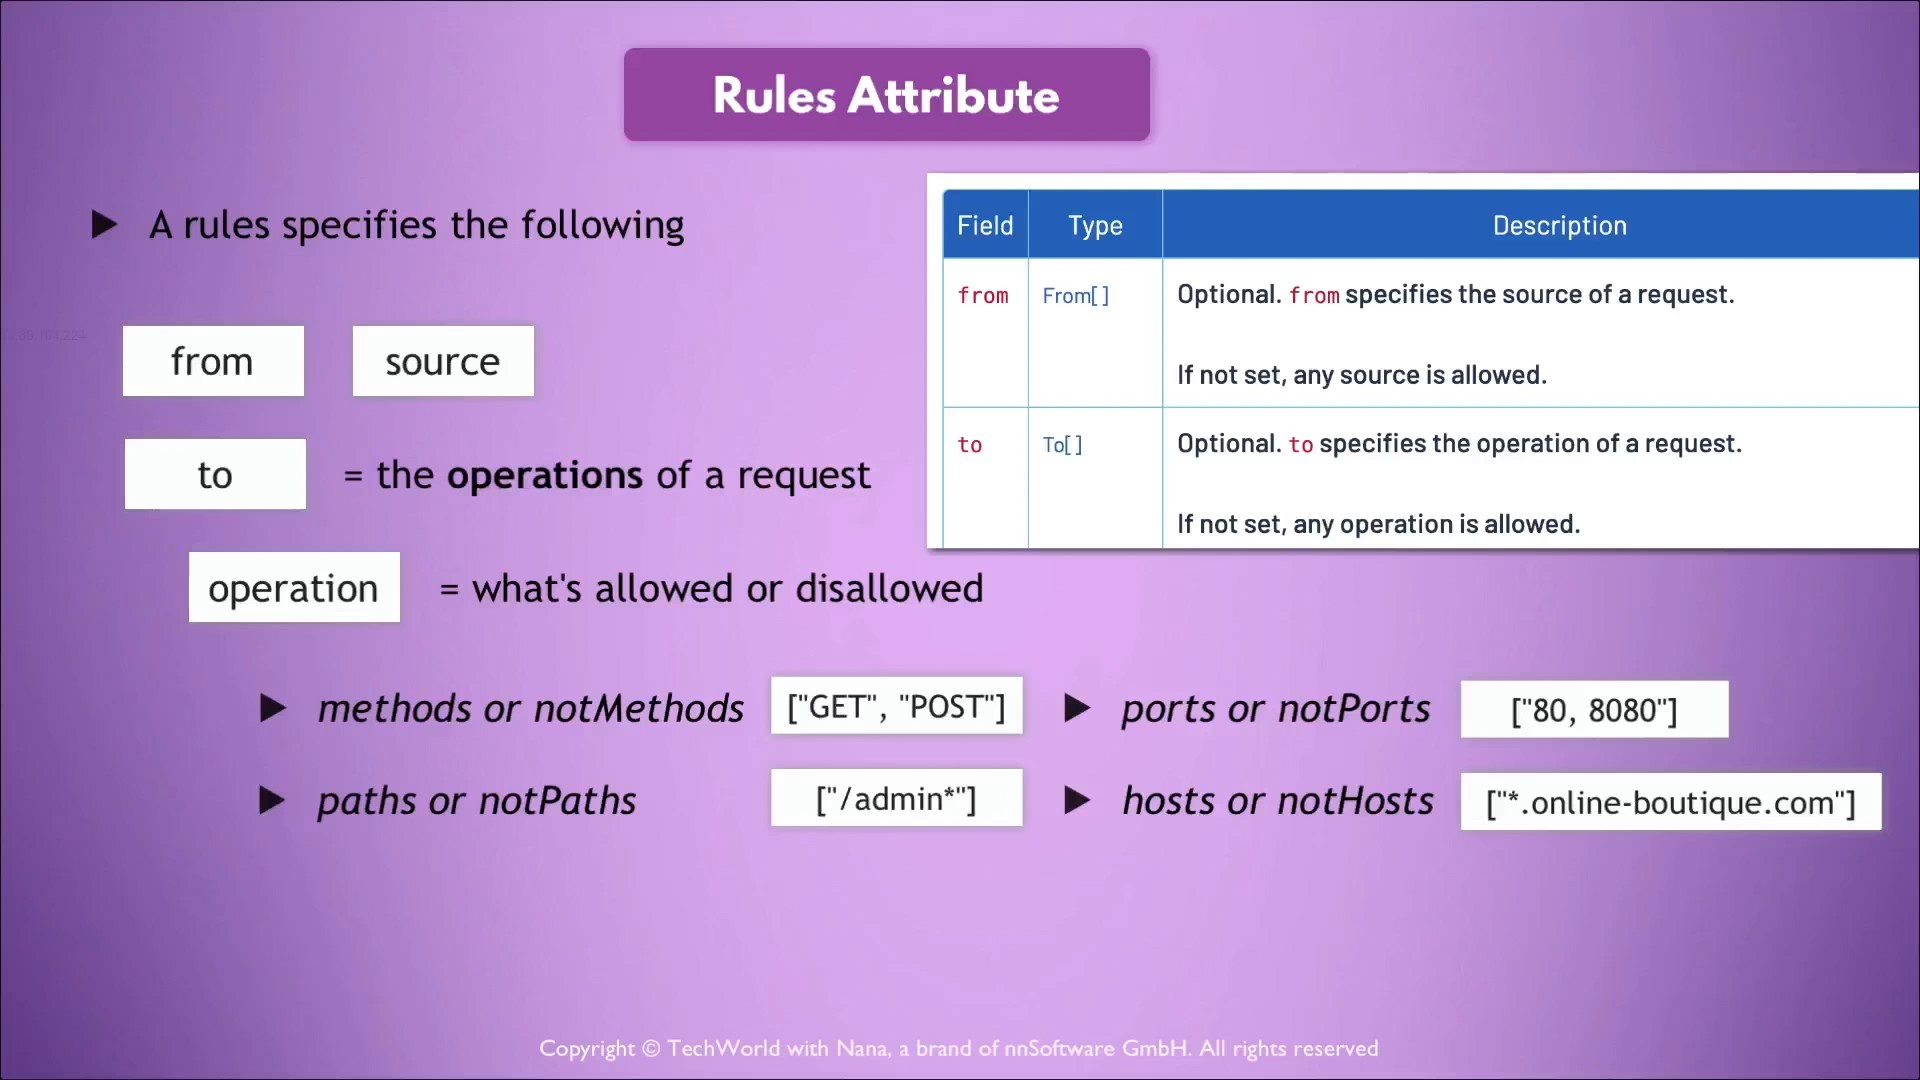 Rules Attribute
A rules specifies the following
from
source
to
= the operations of a request
operation
= what's allowed or disallowed
Field Type Description
from From[] Optional. from specifies the source of a request.
If not set, any source is allowed.
to To[] Optional. to specifies the operation of a request.
If not set, any operation is allowed.
methods or notMethods ["GET", "POST"]
ports or notPorts ["80, 8080"]
paths or notPaths ["/admin*"]
hosts or notHosts ["*.online-boutique.com"]
Copyright © TechWorld with Nana, a brand of nnSoftware GmbH. All rights reserved